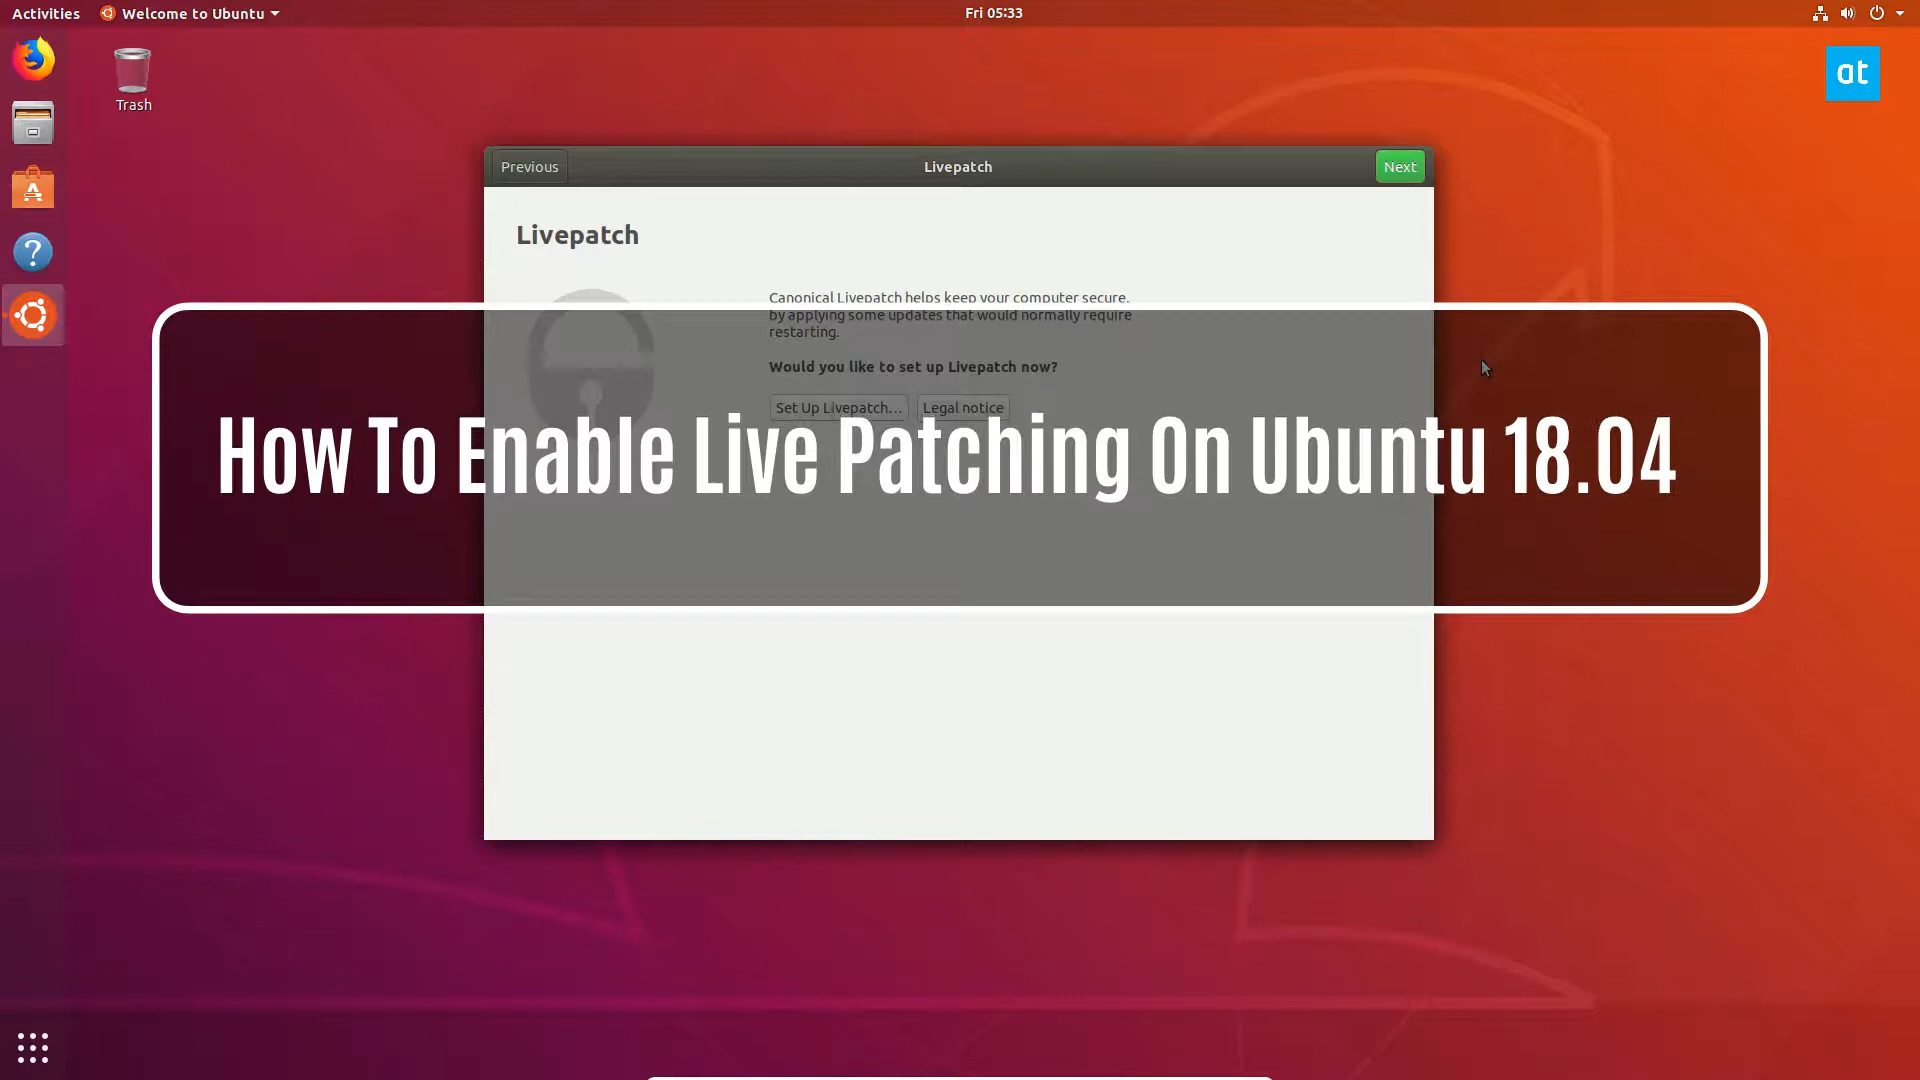 Activities Welcome to Ubuntu Fri 05:33
at
Trash
Previous Livepatch Next
Livepatch
Canonical Livepatch helps keep your computer secure,
by applying some updates that would normally require
restarting.
Would you like to set up Livepatch now?
Set Up Livepatch... Legal notice
How To Enable Live Patching On Ubuntu 18.04